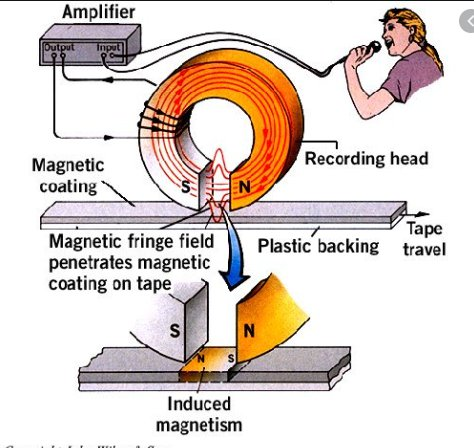 Amplifier
Output Input
Magnetic
coating
Recording head
S N
Tape
travel
Magnetic fringe field
penetrates magnetic
coating on tape
Plastic backing
S N
N S
Induced
magnetism